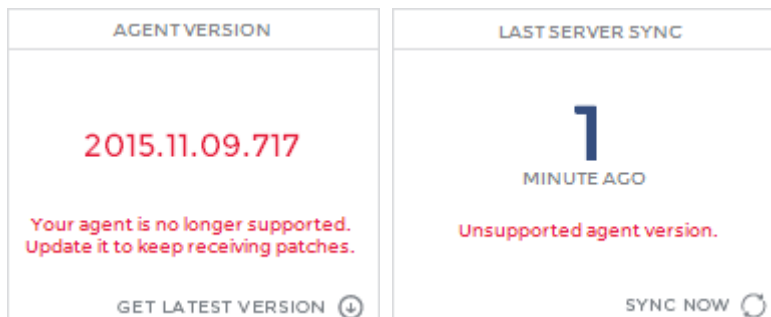 AGENT VERSION
2015.11.09.717
Your agent is no longer supported.
Update it to keep receiving patches.
GET LATEST VERSION
LAST SERVER SYNC
1
MINUTE AGO
Unsupported agent version.
SYNC NOW